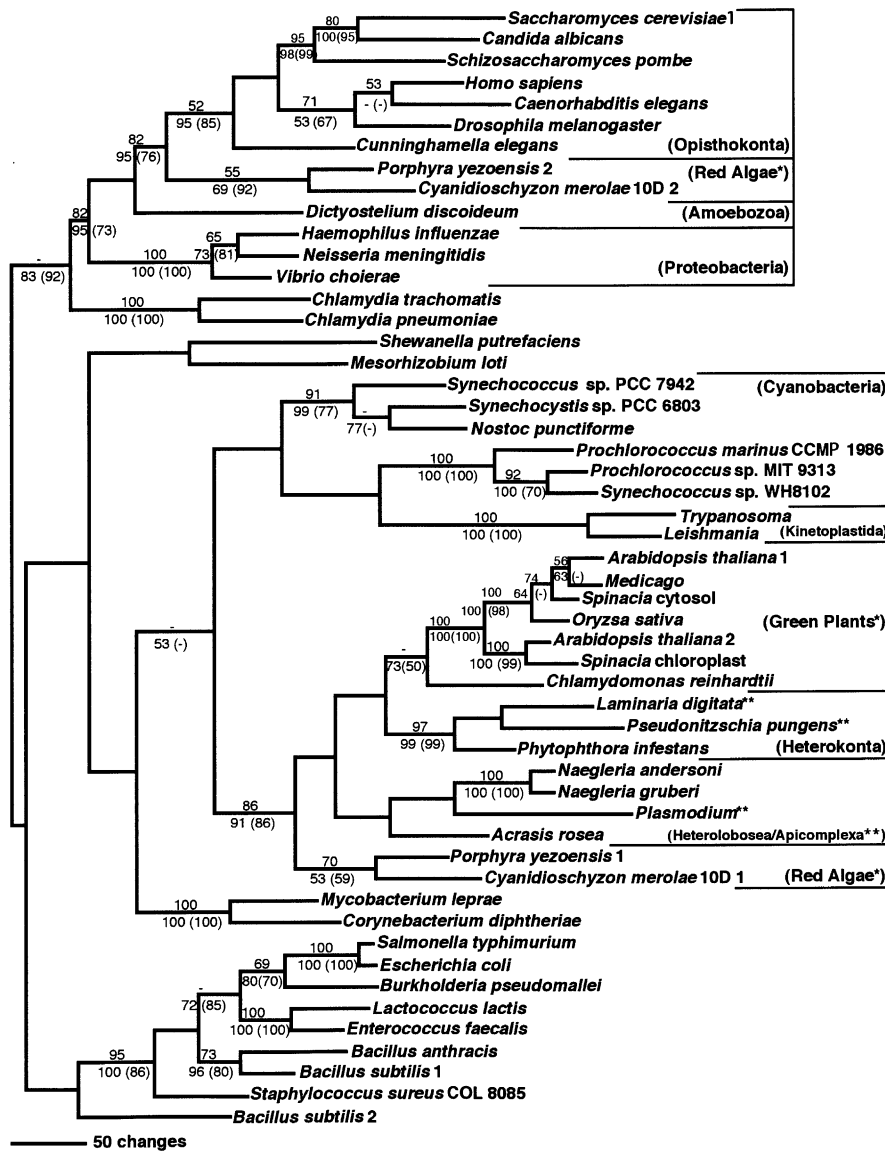 80
Saccharomyces cerevisiae 1
95
100(95)
Candida albicans
98(99)
Schizosaccharomyces pombe
53
Homo sapiens
52
71
- (-)
Caenorhabditis elegans
95 (85)
53 (67)
Drosophila melanogaster
82
Cunninghamella elegans
(Opisthokonta)
95 (76)
55
Porphyra yezoensis 2
(Red Algae*)
69 (92)
Cyanidioschyzon merolae 10D 2
82
Dictyostelium discoideum
(Amoebozoa)
95 (73)
65
Haemophilus influenzae
-
100
73 (81)
Neisseria meningitidis
83 (92)
100 (100)
Vibrio choierae
(Proteobacteria)
100
Chlamydia trachomatis
100 (100)
Chlamydia pneumoniae
Shewanella putrefaciens
Mesorhizobium loti
91
Synechococcus sp. PCC 7942
(Cyanobacteria)
99 (77)
-
Synechocystis sp. PCC 6803
77(-)
Nostoc punctiforme
100
Prochlorococcus marinus CCMP 1986
100 (100)
92
Prochlorococcus sp. MIT 9313
100 (70)
Synechococcus sp. WH8102
100
Trypanosoma
100 (100)
Leishmania
(Kinetoplastida)
56
Arabidopsis thaliana 1
74
63 (-)
Medicago
100
64
(-)
Spinacia cytosol
100
(98)
Oryzsa sativa
(Green Plants*)
-
100
100(100)
100
Arabidopsis thaliana 2
-
73(50)
100 (99)
Spinacia chloroplast
53 (-)
Chlamydomonas reinhardtii
97
Laminaria digitata**
99 (99)
Pseudonitzschia pungens**
Phytophthora infestans
(Heterokonta)
100
Naegleria andersoni
100 (100)
Naegleria gruberi
86
Plasmodium**
91 (86)
Acrasis rosea
(Heterolobosea/Apicomplexa**)
70
Porphyra yezoensis 1
53 (59)
Cyanidioschyzon merolae 10D 1
(Red Algae*)
100
Mycobacterium leprae
100 (100)
Corynebacterium diphtheriae
100
Salmonella typhimurium
69
100 (100)
Escherichia coli
-
80(70)
Burkholderia pseudomallei
72 (85)
100
Lactococcus lactis
100 (100)
Enterococcus faecalis
95
73
Bacillus anthracis
100 (86)
96 (80)
Bacillus subtilis 1
Staphylococcus sureus COL 8085
Bacillus subtilis 2
50 changes